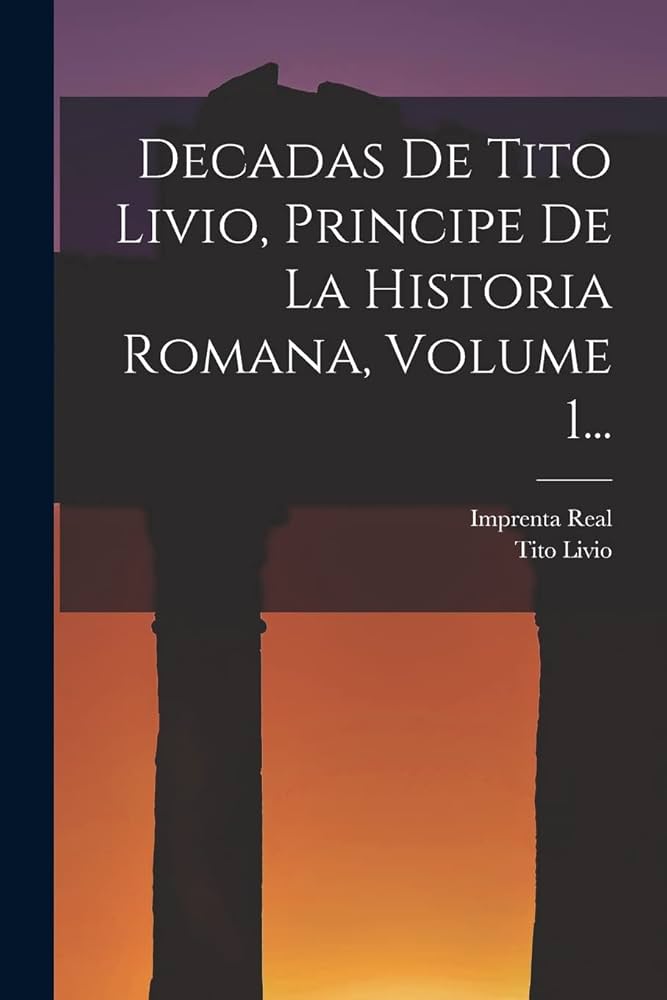 Decadas De Tito
Livio, Principe De
La Historia
Romana, Volume
1...
Imprenta Real
Tito Livio